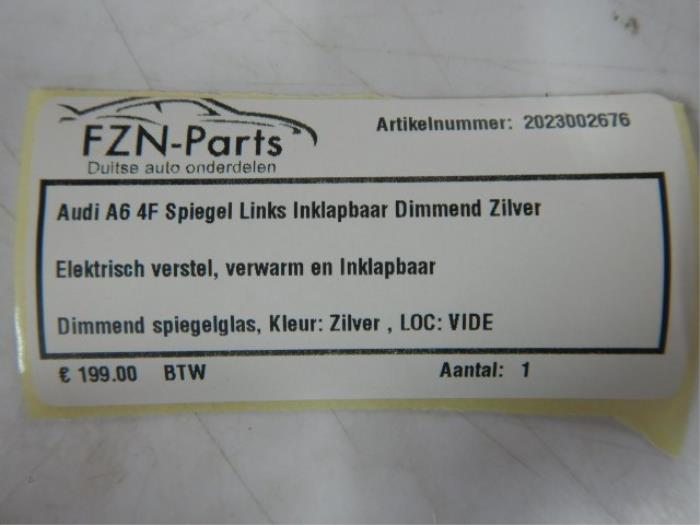 FZN-Parts
Duitse auto onderdelen
Artikelnummer: 2023002676
Audi A6 4F Spiegel Links Inklapbaar Dimmend Zilver
Elektrisch verstel, verwarm en Inklapbaar
Dimmend spiegelglas, Kleur: Zilver , LOC: VIDE
€ 199.00 BTW Aantal: 1